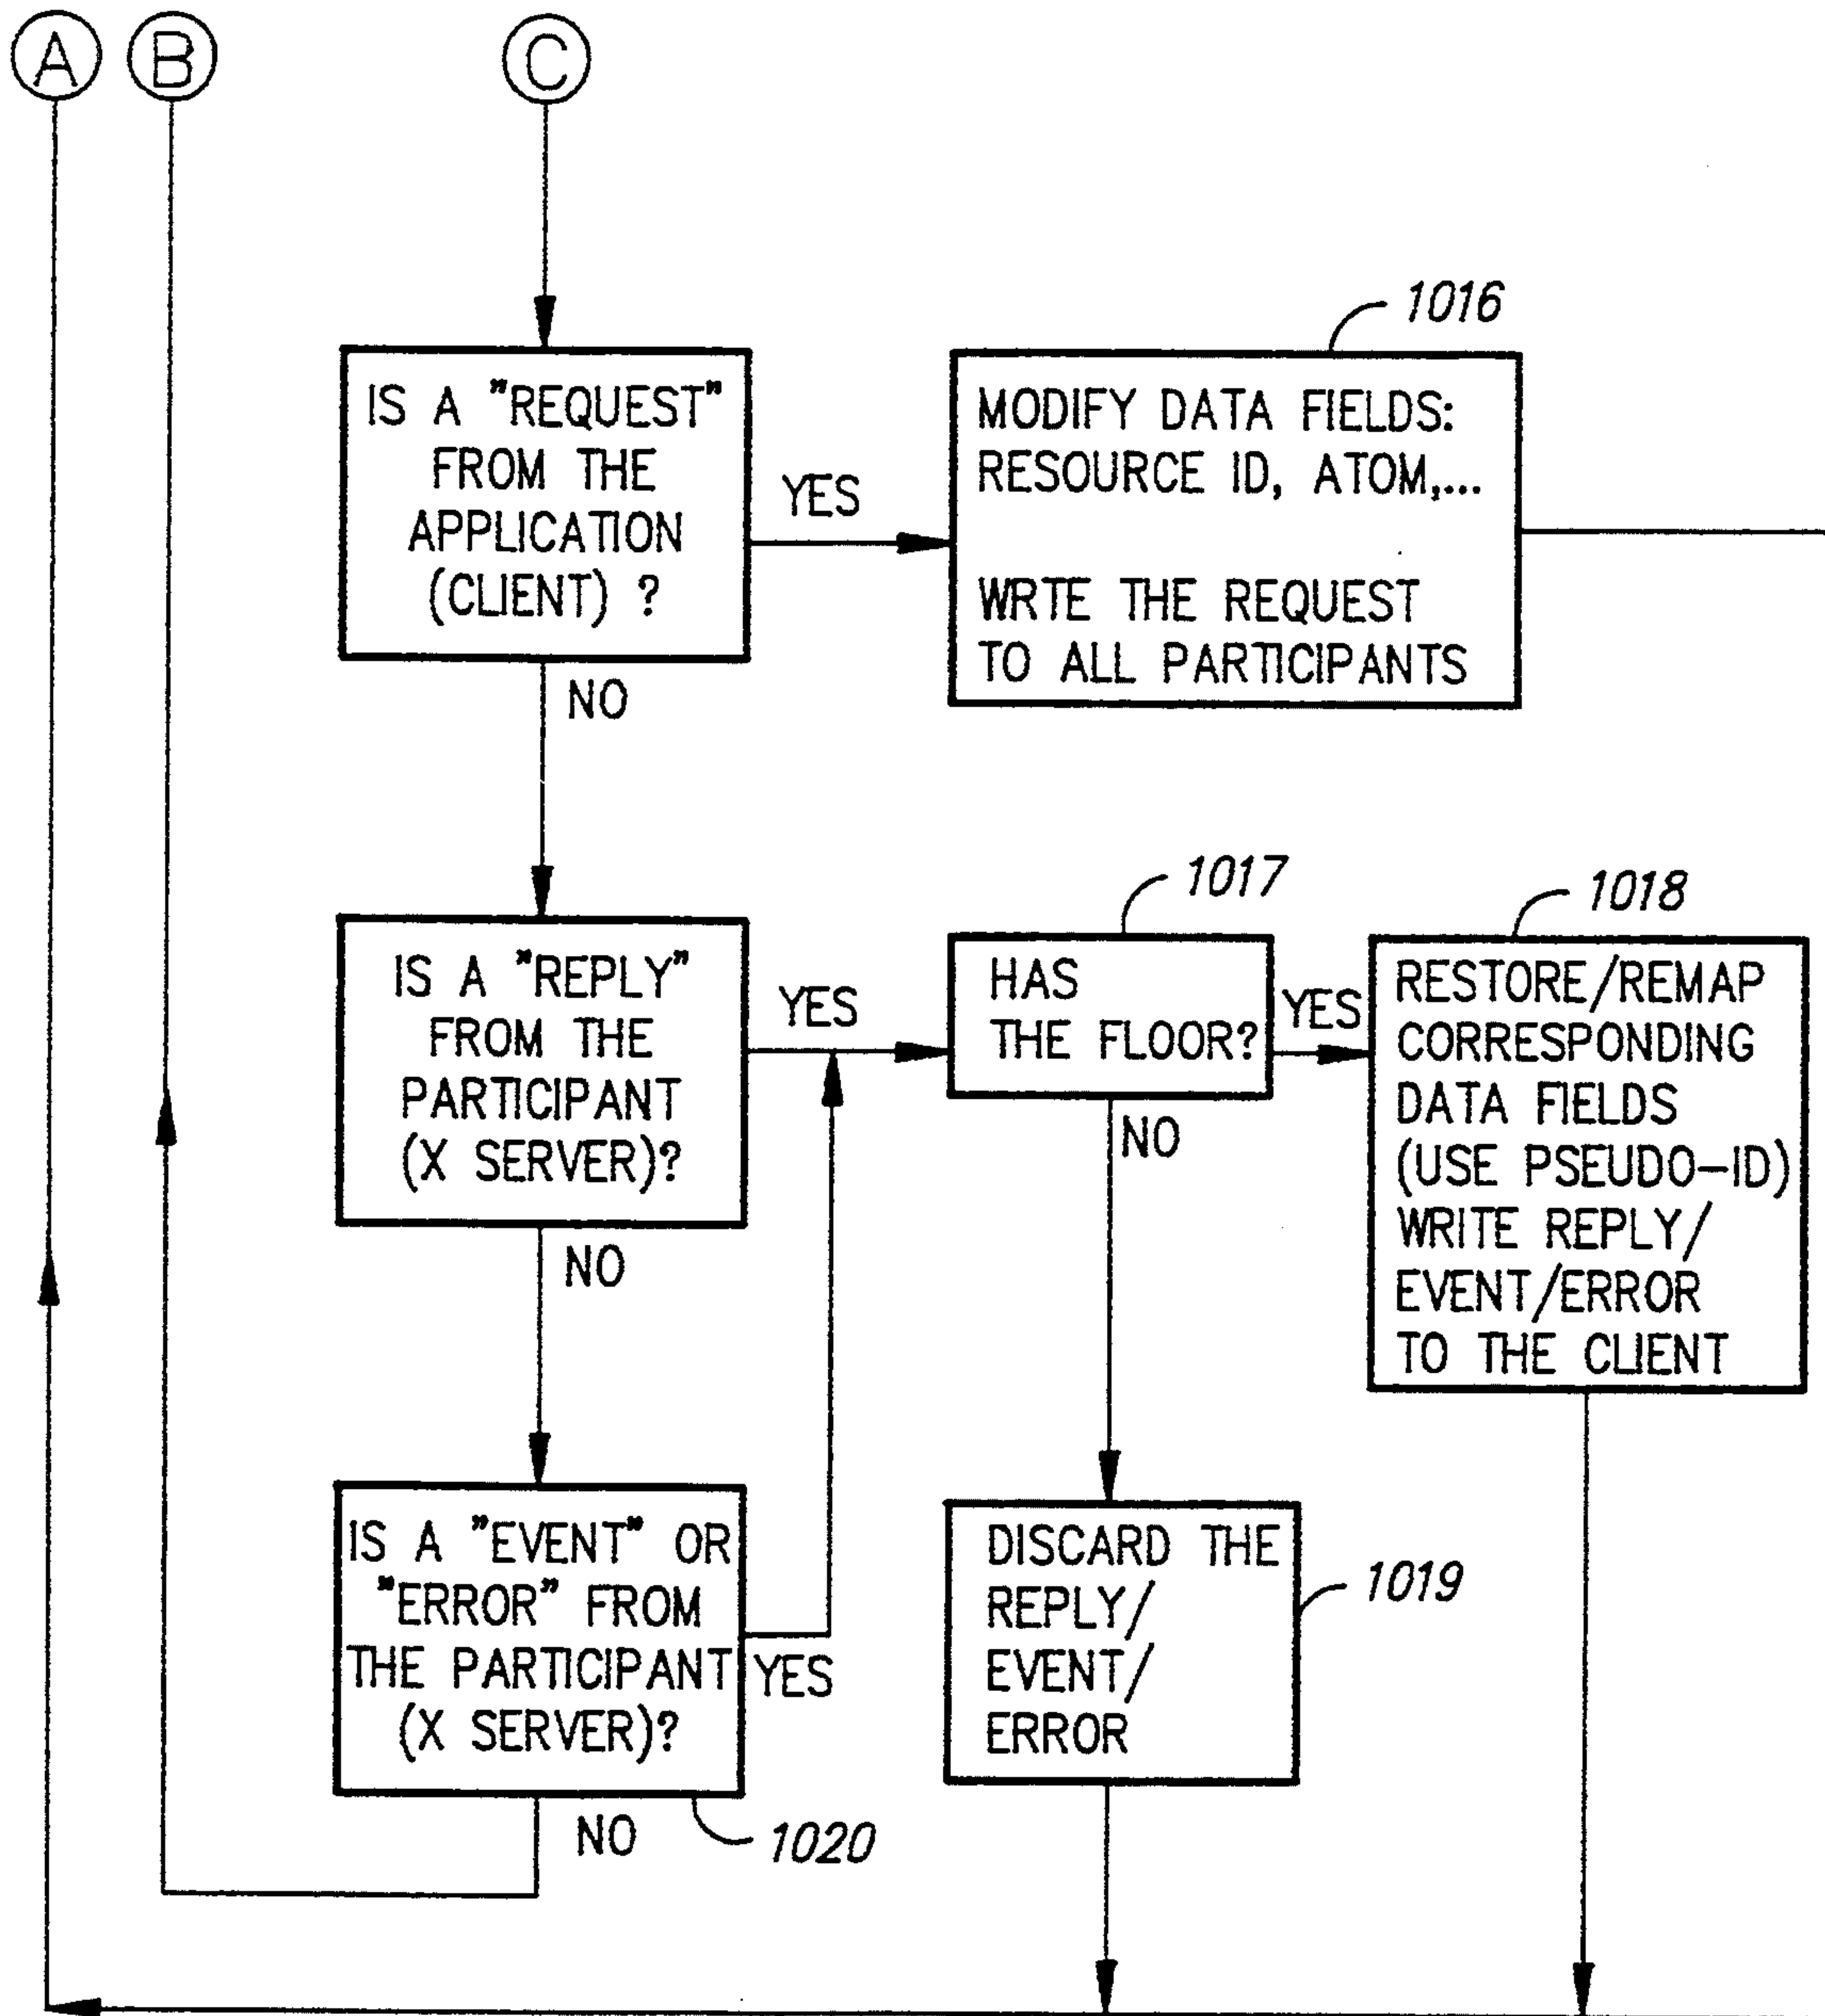 A
B
C
IS A "REQUEST"
FROM THE
APPLICATION
(CLIENT) ?
YES
NO
1016
MODIFY DATA FIELDS:
RESOURCE ID, ATOM,...
WRTE THE REQUEST
TO ALL PARTICIPANTS
IS A "REPLY"
FROM THE
PARTICIPANT
(X SERVER)?
YES
NO
1017
HAS
THE FLOOR?
YES
NO
1018
RESTORE/REMAP
CORRESPONDING
DATA FIELDS
(USE PSEUDO-ID)
WRITE REPLY/
EVENT/ERROR
TO THE CLIENT
IS A "EVENT" OR
"ERROR" FROM
THE PARTICIPANT
(X SERVER)?
YES
NO
1020
DISCARD THE
REPLY/
EVENT/
ERROR
1019